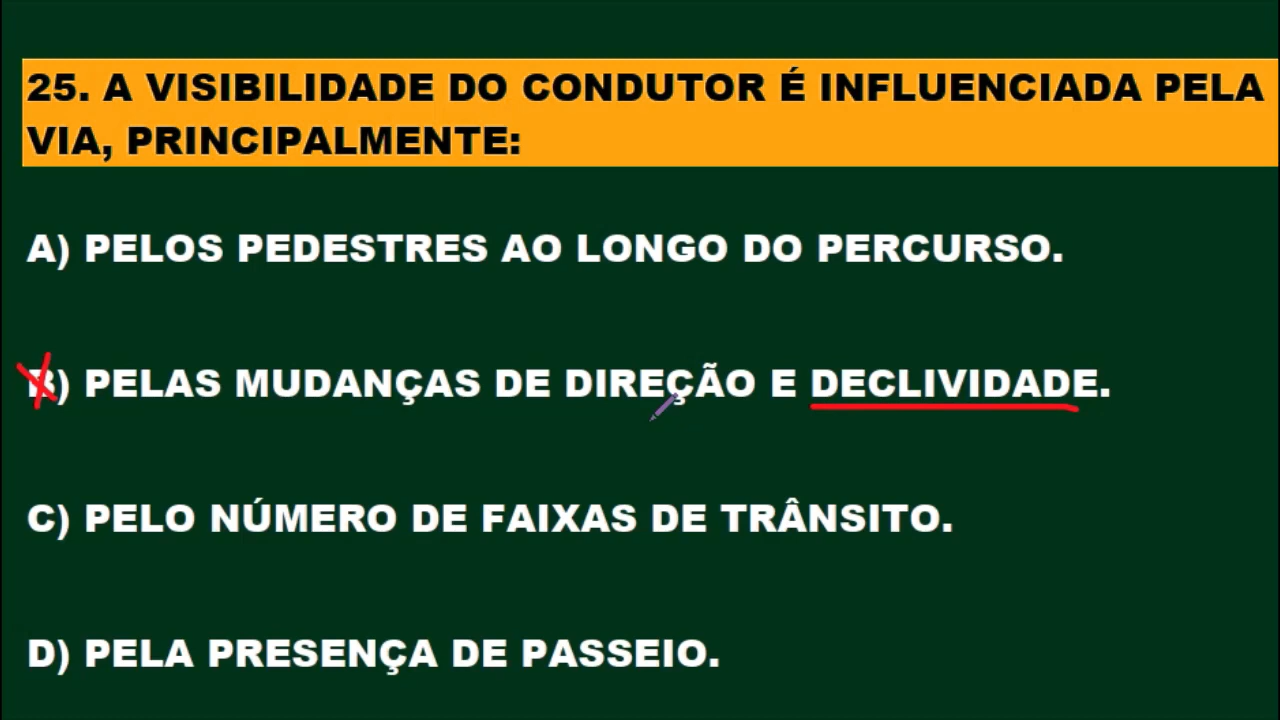 25. A VISIBILIDADE DO CONDUTOR É INFLUENCIADA PELA
VIA, PRINCIPALMENTE:
A) PELOS PEDESTRES AO LONGO DO PERCURSO.
B) PELAS MUDANÇAS DE DIREÇÃO E DECLIVIDADE.
C) PELO NÚMERO DE FAIXAS DE TRÂNSITO.
D) PELA PRESENÇA DE PASSEIO.